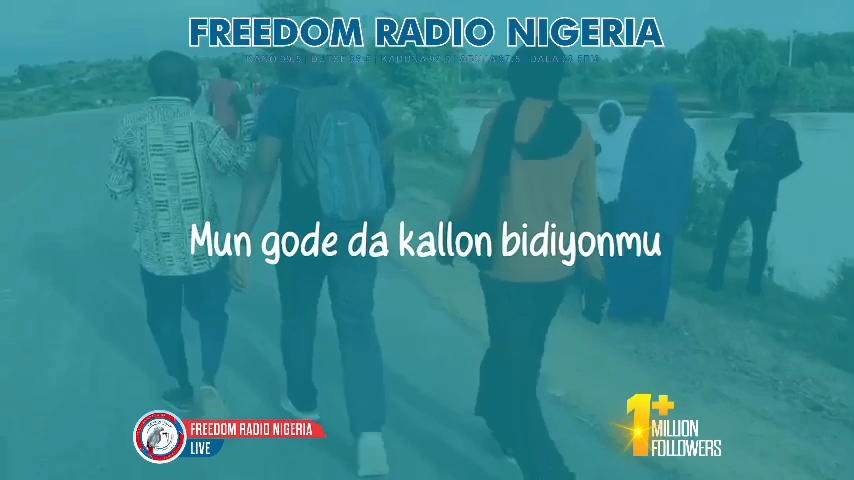 FREEDOM RADIO NIGERIA
Mun gode da kallon bidiyonmu
FREEDOM RADIO NIGERIA
LIVE
1+
MILLION
FOLLOWERS